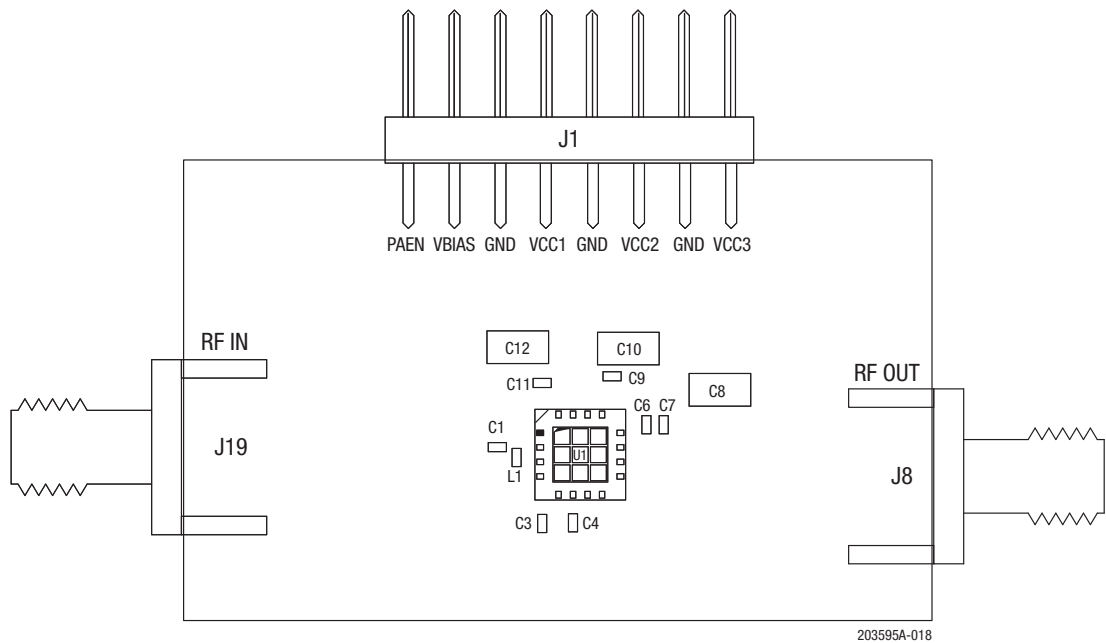 J1
PAEN VBIAS GND VCC1 GND VCC2 GND VCC3
RF IN
C12
C10
C11
C9
C8
RF OUT
C6 C7
C1
J19
U1
L1
J8
C3
C4
203595A-018